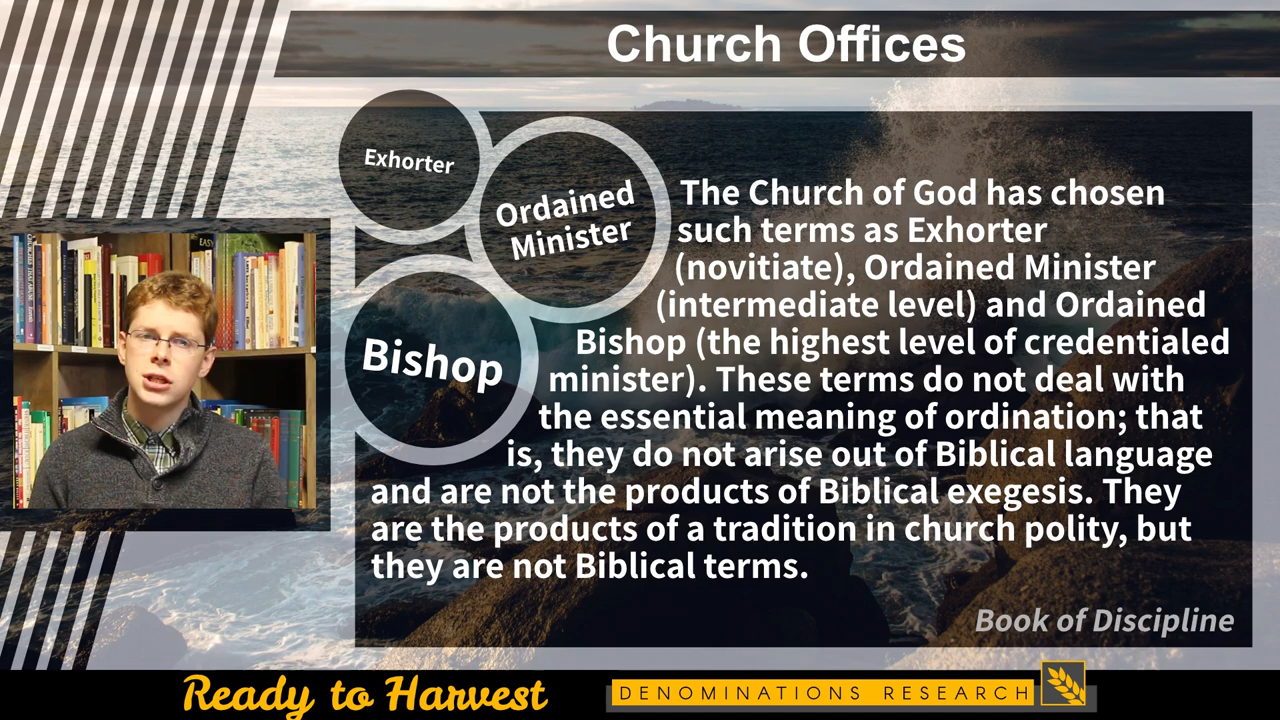 Church Offices
Exhorter
Ordained
Minister
Bishop
The Church of God has chosen
such terms as Exhorter
(novitiate), Ordained Minister
(intermediate level) and Ordained
Bishop (the highest level of credentialed
minister). These terms do not deal with
the essential meaning of ordination; that
is, they do not arise out of Biblical language
and are not the products of Biblical exegesis. They
are the products of a tradition in church polity, but
they are not Biblical terms.
Book of Discipline
Ready to Harvest
DENOMINATIONS RESEARCH